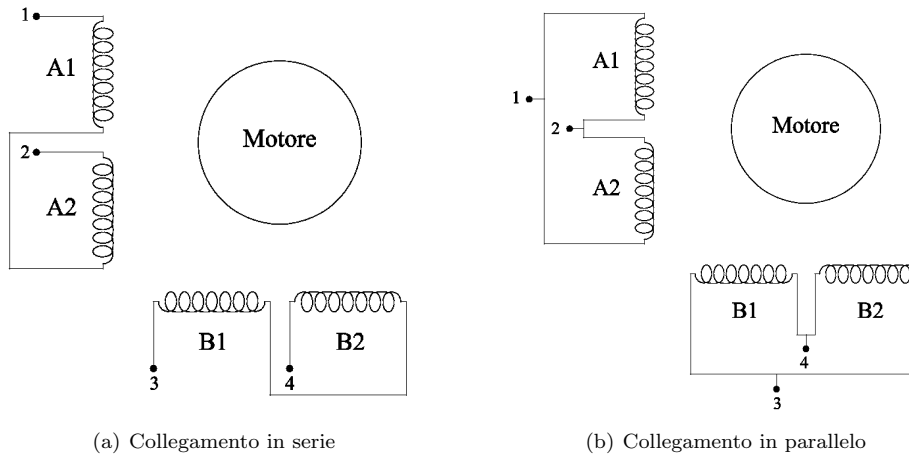 1
A1
Motore
2
A2
B1
B2
3
4
(a) Collegamento in serie
A1
1
2
Motore
A2
B1
B2
4
3
(b) Collegamento in parallelo